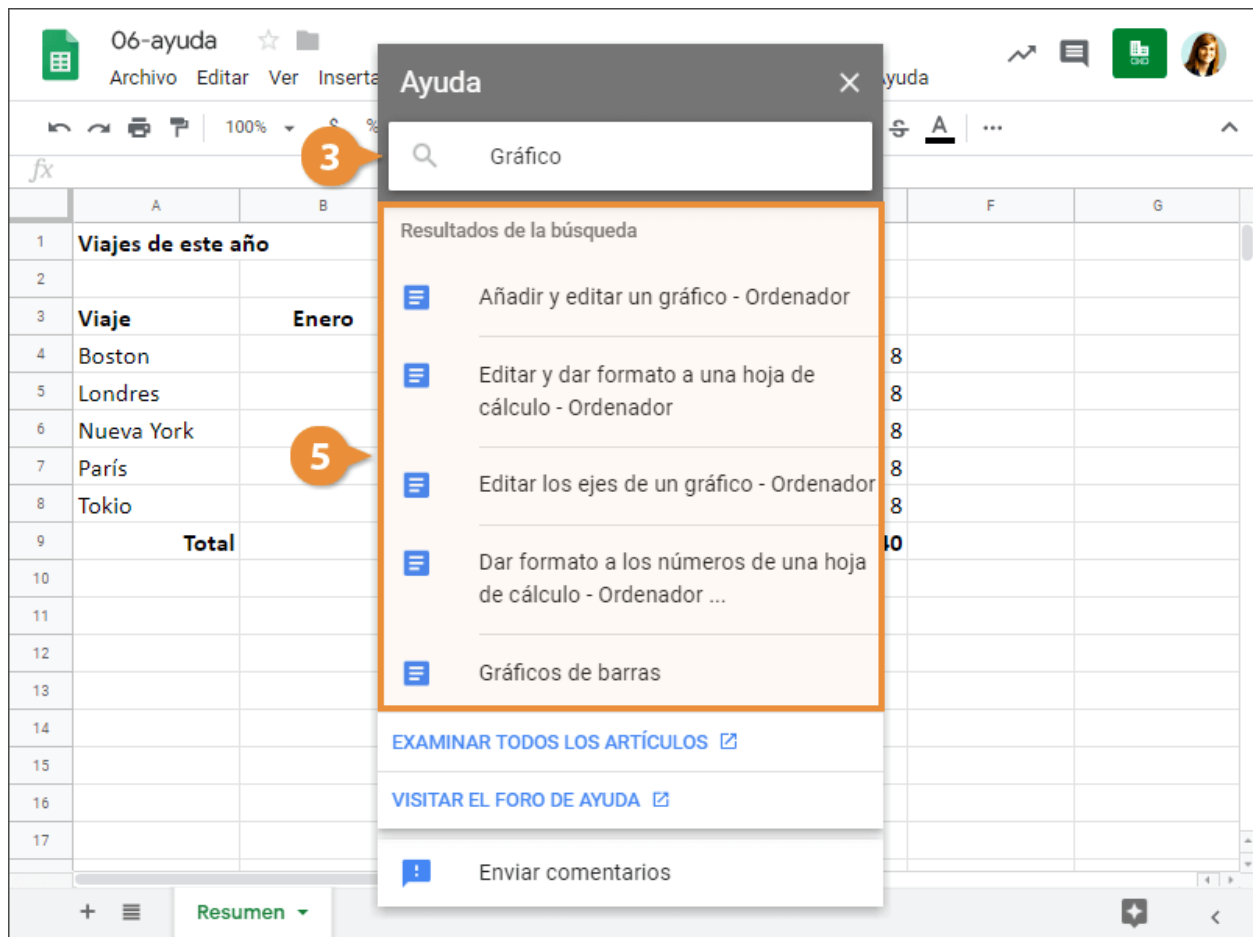 06-ayuda
Archivo Editar Ver Inserta yuda
100% $ %
S A ...
fx
A B F G
Ayuda
3
Gráfico
Resultados de la búsqueda
Añadir y editar un gráfico - Ordenador
Editar y dar formato a una hoja de
cálculo - Ordenador
5
Editar los ejes de un gráfico - Ordenador
Dar formato a los números de una hoja
de cálculo - Ordenador ...
Gráficos de barras
EXAMINAR TODOS LOS ARTÍCULOS
VISITAR EL FORO DE AYUDA
Enviar comentarios
1 Viajes de este año
2
3 Viaje Enero
4 Boston 8
5 Londres 8
6 Nueva York 8
7 París 8
8 Tokio 8
9 Total 40
10
11
12
13
14
15
16
17
Resumen